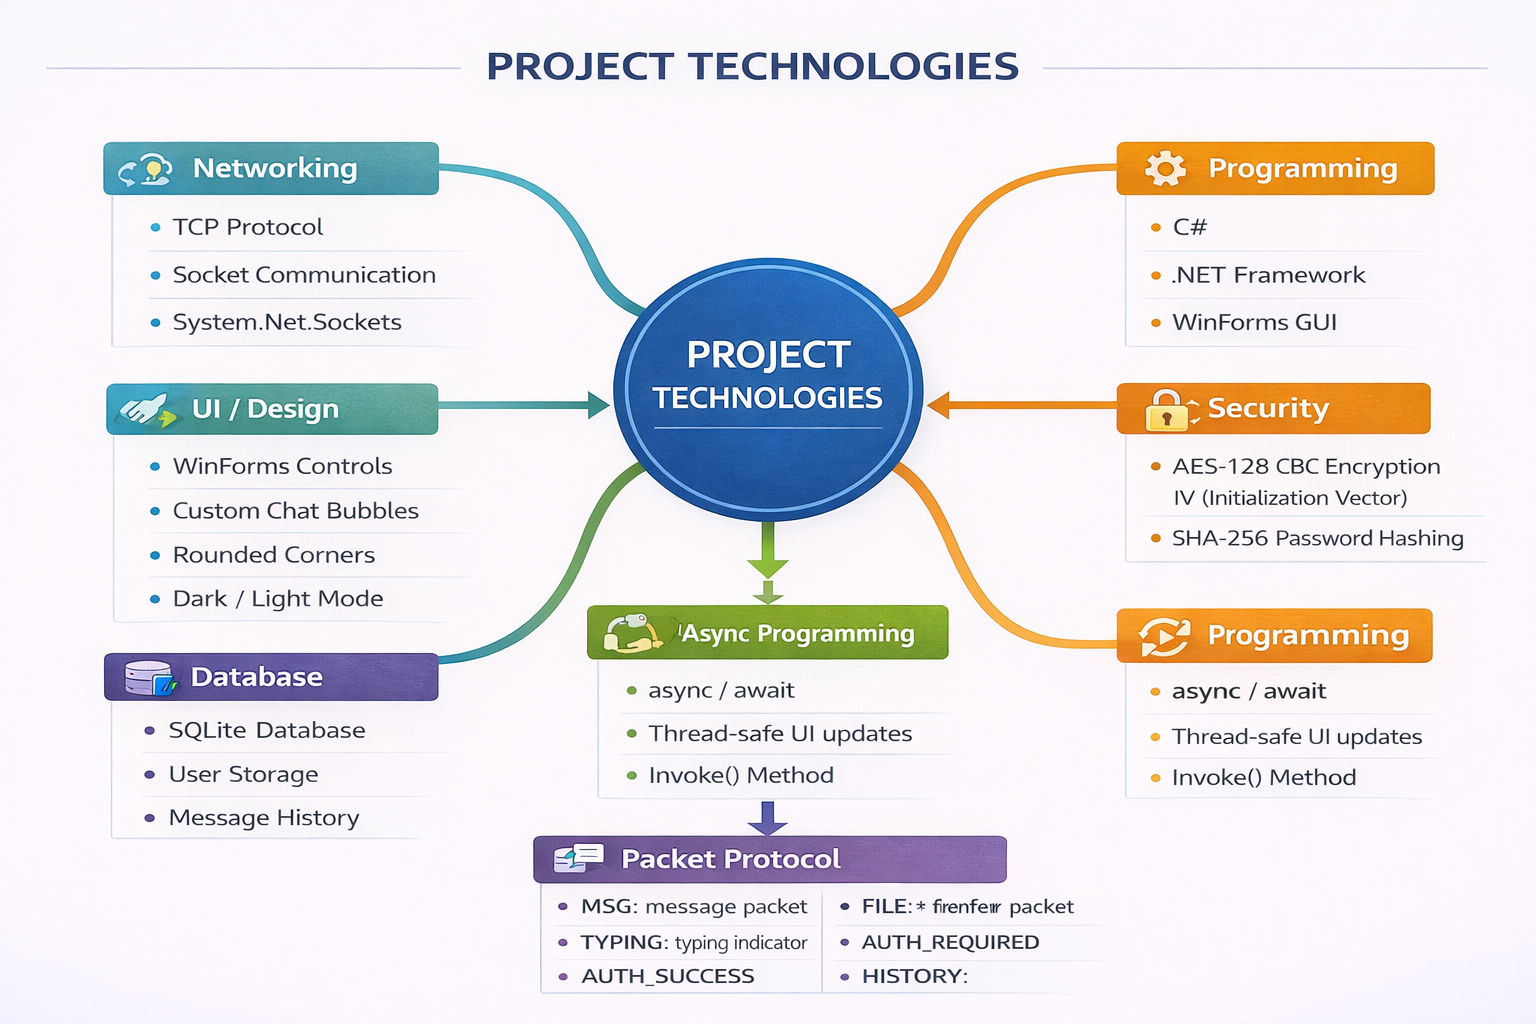 PROJECT TECHNOLOGIES
Networking
TCP Protocol
Socket Communication
System.Net.Sockets
UI / Design
WinForms Controls
Custom Chat Bubbles
Rounded Corners
Dark / Light Mode
Database
SQLite Database
User Storage
Message History
PROJECT
TECHNOLOGIES
Async Programming
async / await
Thread-safe UI updates
Invoke() Method
Packet Protocol
MSG: message packet
TYPING: typing indicator
AUTH_SUCCESS
FILE:* packet
AUTH_REQUIRED
HISTORY:
Programming
C#
.NET Framework
WinForms GUI
Security
AES-128 CBC Encryption
IV (Initialization Vector)
SHA-256 Password Hashing
Programming
async / await
Thread-safe UI updates
Invoke() Method